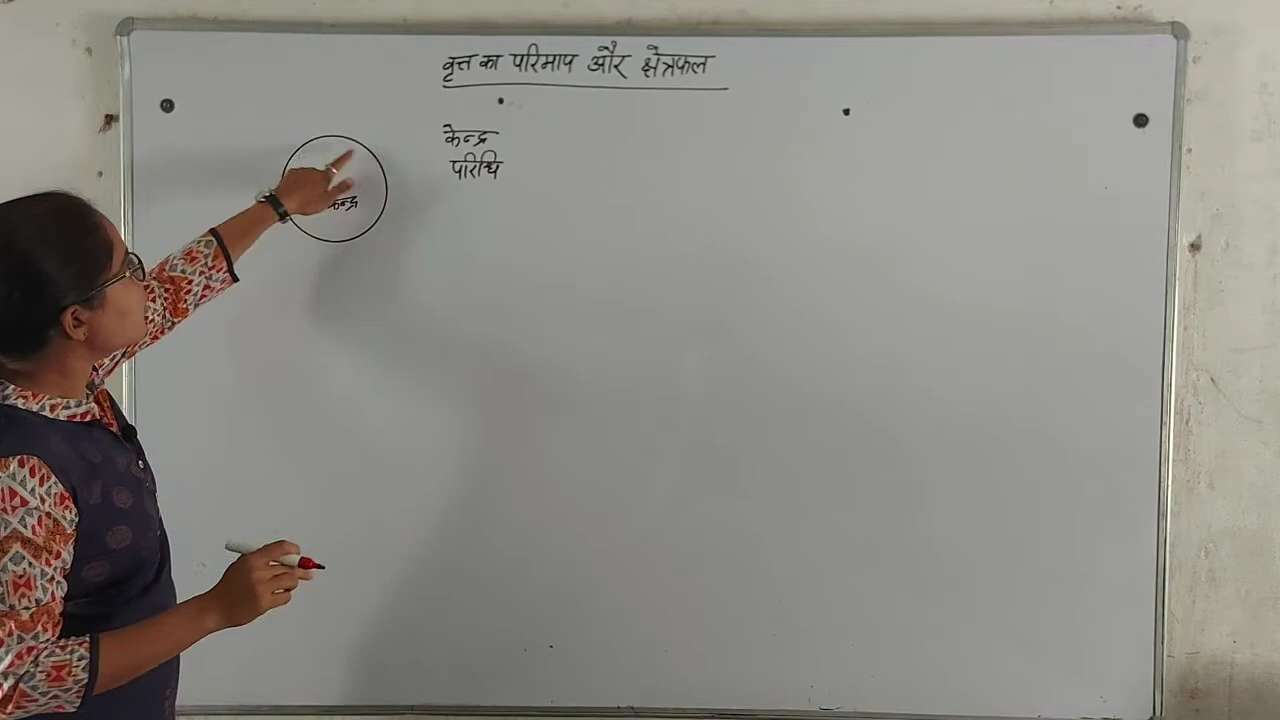 वृत्त का परिमाप और क्षेत्रफल
केन्द्र
परिधि